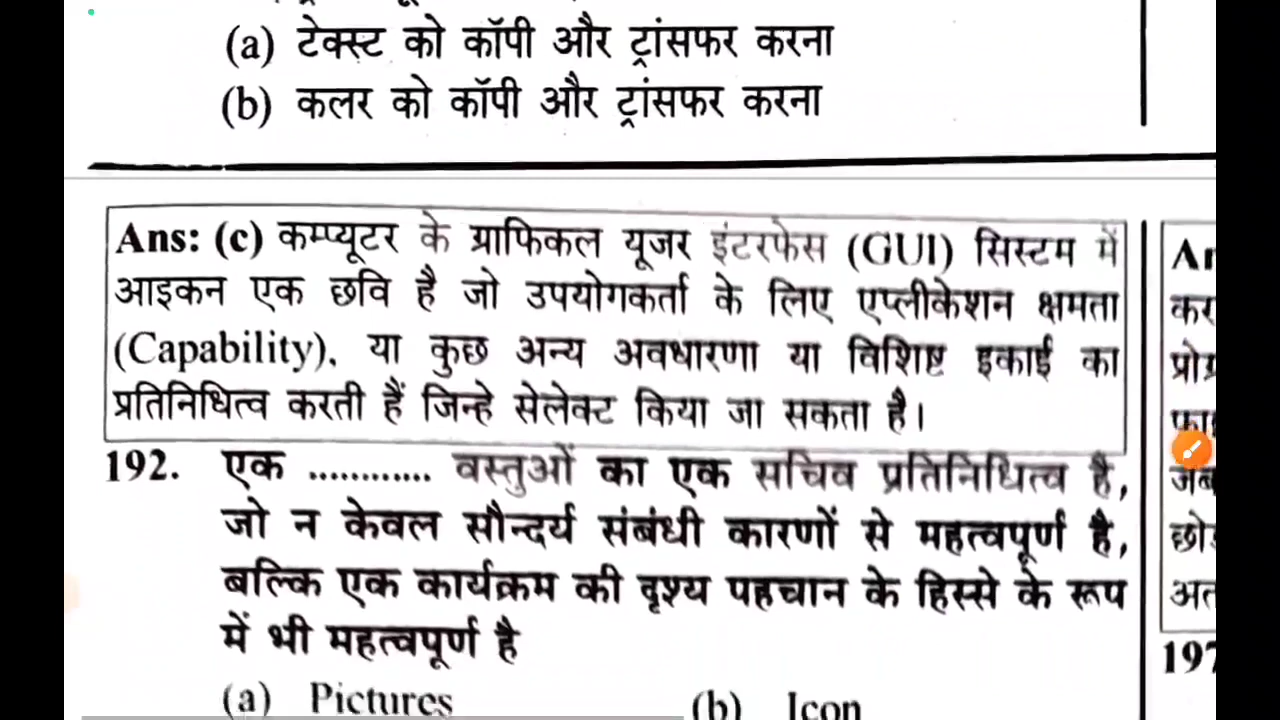 (a) टेक्स्ट को कॉपी और ट्रांसफर करना
(b) कलर को कॉपी और ट्रांसफर करना
Ans: (c) कम्प्यूटर के ग्राफिकल यूजर इंटरफेस (GUI) सिस्टम में
आइकन एक छवि है जो उपयोगकर्ता के लिए एप्लीकेशन क्षमता
(Capability), या कुछ अन्य अवधारणा या विशिष्ट इकाई का
प्रतिनिधित्व करती हैं जिन्हे सेलेक्ट किया जा सकता है।
192. एक ............ वस्तुओं का एक सचिव प्रतिनिधित्व है,
जो न केवल सौन्दर्य संबंधी कारणों से महत्वपूर्ण है,
बल्कि एक कार्यक्रम की दृश्य पहचान के हिस्से के रूप
में भी महत्वपूर्ण है
(a) Pictures (b) Icon
197